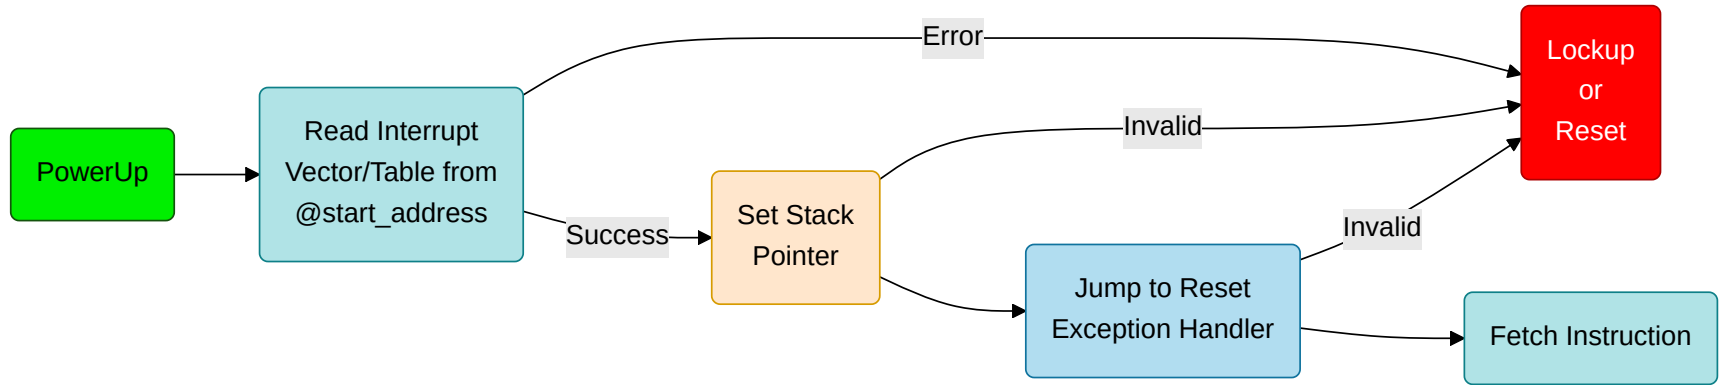 PowerUp
Read Interrupt
Vector/Table from
@start_address
Error
Success
Set Stack
Pointer
Invalid
Jump to Reset
Exception Handler
Invalid
Lockup
or
Reset
Fetch Instruction